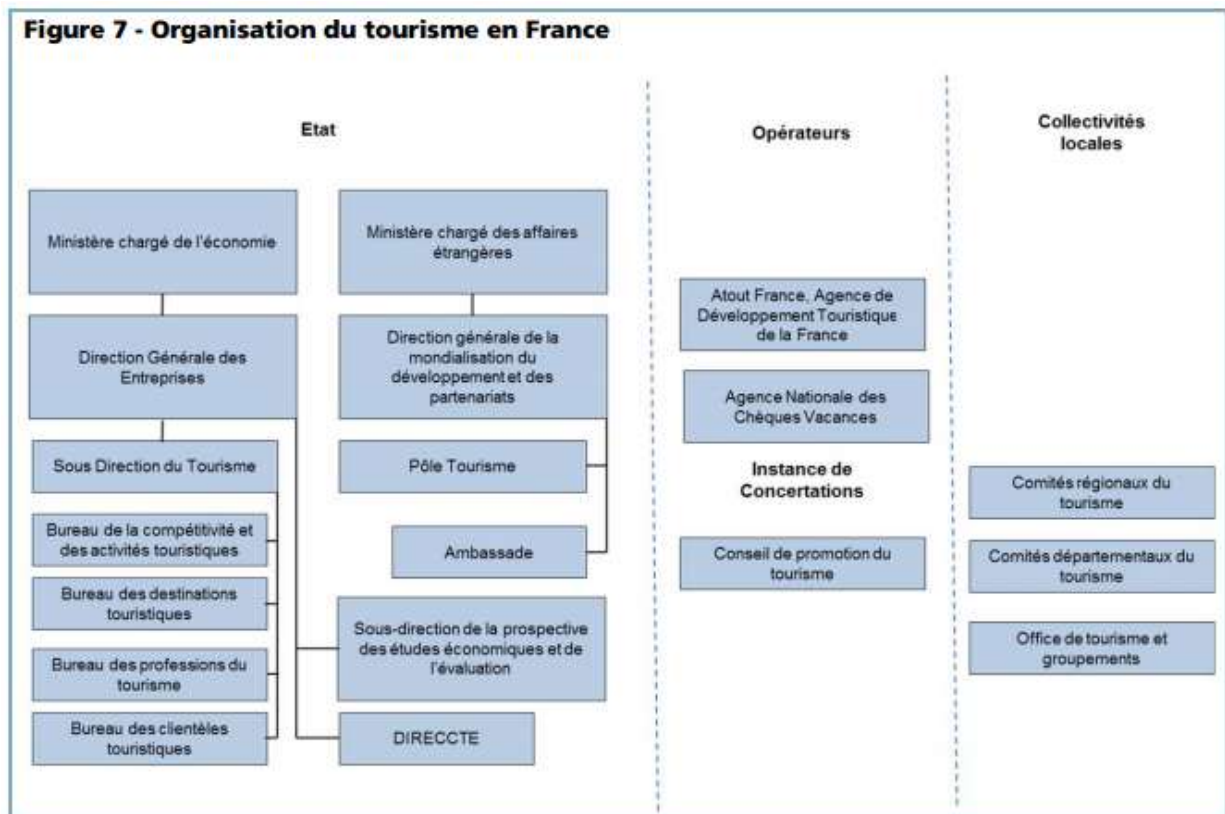 Figure 7 - Organisation du tourisme en France
Etat
Ministère chargé de l'économie
Direction Générale des
Entreprises
Sous Direction du Tourisme
Bureau de la compétitivité et
des activités touristiques
Bureau des destinations
touristiques
Bureau des professions du
tourisme
Bureau des clientèles
touristiques
Ministère chargé des affaires
étrangères
Direction générale de la
mondialisation du
développement et des
partenariats
Pôle Tourisme
Ambassade
Sous-direction de la prospective
des études économiques et de
l'évaluation
DIRECCTE
Opérateurs
Atout France, Agence de
Développement Touristique
de la France
Agence Nationale des
Chèques Vacances
Instance de
Concertations
Conseil de promotion du
tourisme
Collectivités
locales
Comités régionaux du
tourisme
Comités départementaux du
tourisme
Office de tourisme et
groupements